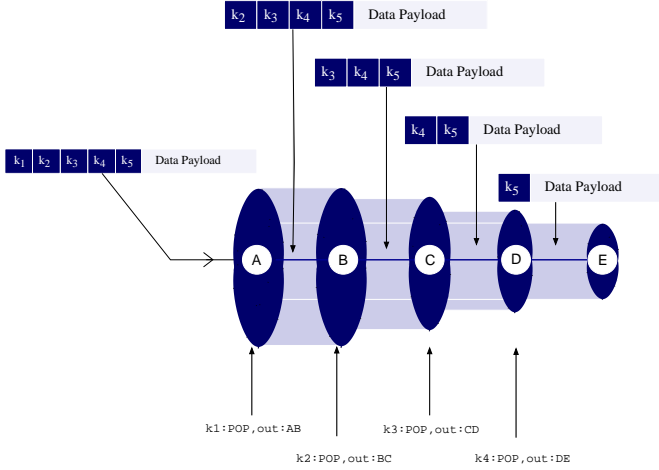 k2 k3 k4 k5 Data Payload
k3 k4 k5 Data Payload
k4 k5 Data Payload
k1 k2 k3 k4 k5 Data Payload
k5 Data Payload
A B C D E
k1:POP,out:AB
k3:POP,out:CD
k2:POP,out:BC
k4:POP,out:DE